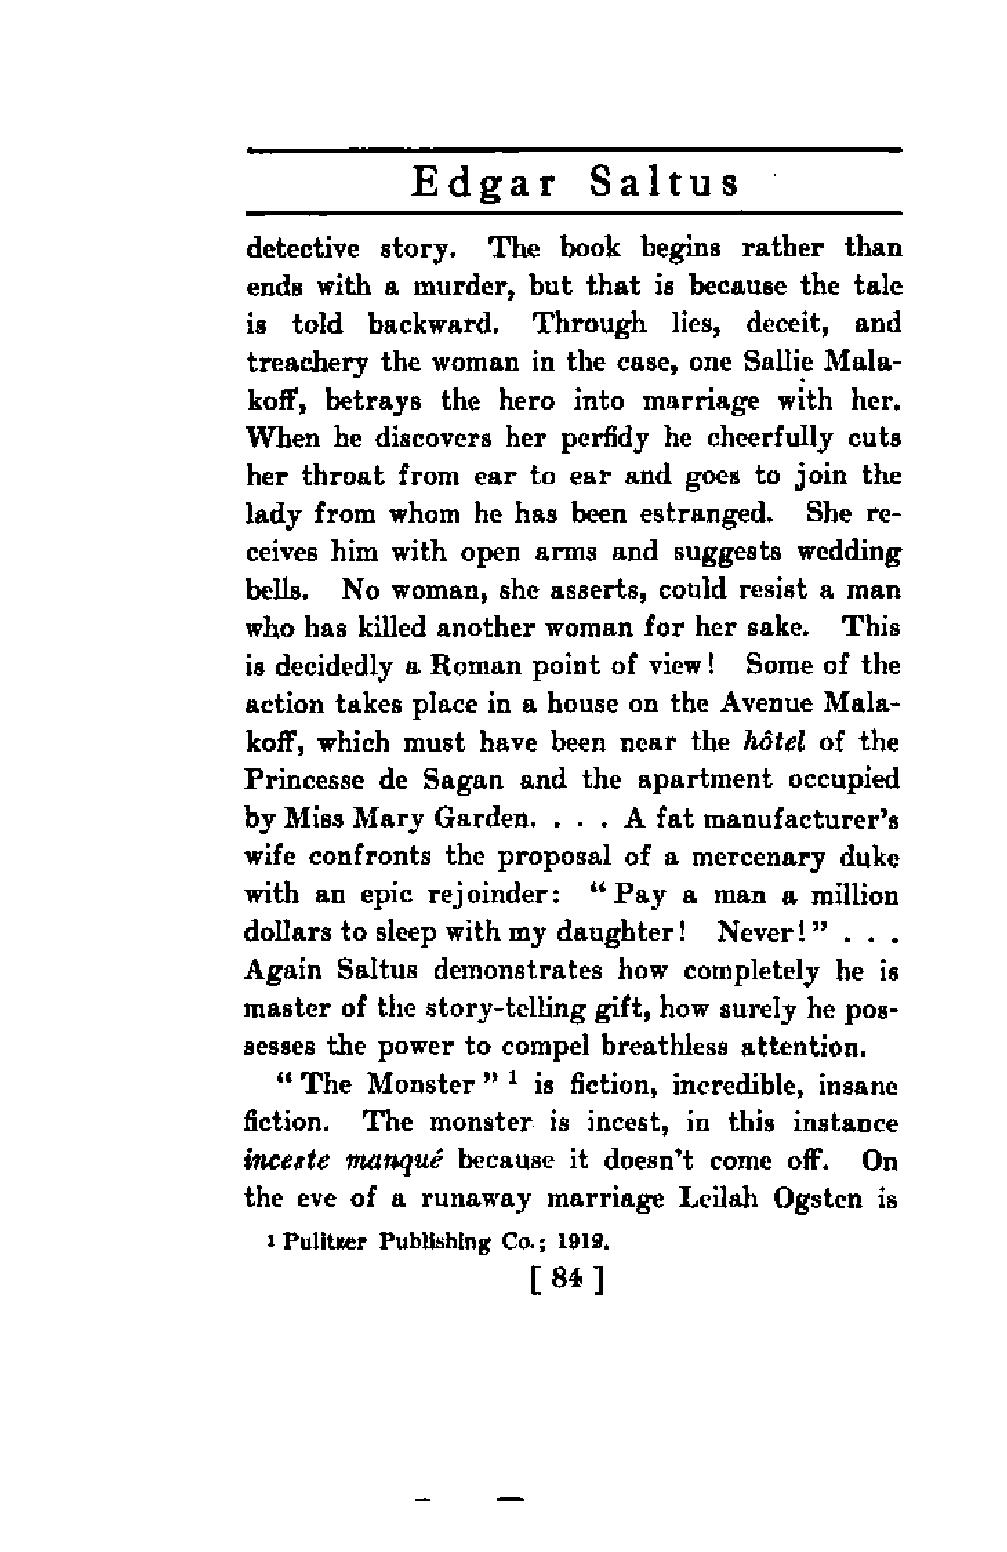 Edgar Saltus
detective story. The book begins rather than
ends with a murder, but that is because the tale
is told backward. Through lies, deceit, and
treachery the woman in the case, one Sallie Mala-
koff, betrays the hero into marriage with her.
When he discovers her perfidy he cheerfully cuts
her throat from ear to ear and goes to join the
lady from whom he has been estranged. She re-
ceives him with open arms and suggests wedding
bells. No woman, she asserts, could resist a man
who has killed another woman for her sake. This
is decidedly a Roman point of view! Some of the
action takes place in a house on the Avenue Mala-
koff, which must have been near the hôtel of the
Princesse de Sagan and the apartment occupied
by Miss Mary Garden. . . . A fat manufacturer's
wife confronts the proposal of a mercenary duke
with an epic rejoinder: “Pay a man a million
dollars to sleep with my daughter! Never!” . . .
Again Saltus demonstrates how completely he is
master of the story-telling gift, how surely he pos-
sesses the power to compel breathless attention.
“The Monster” ¹ is fiction, incredible, insane
fiction. The monster is incest, in this instance
inceste manqué because it doesn't come off. On
the eve of a runaway marriage Leilah Ogsten is
¹ Pulitzer Publishing Co.; 1912.
[ 84 ]